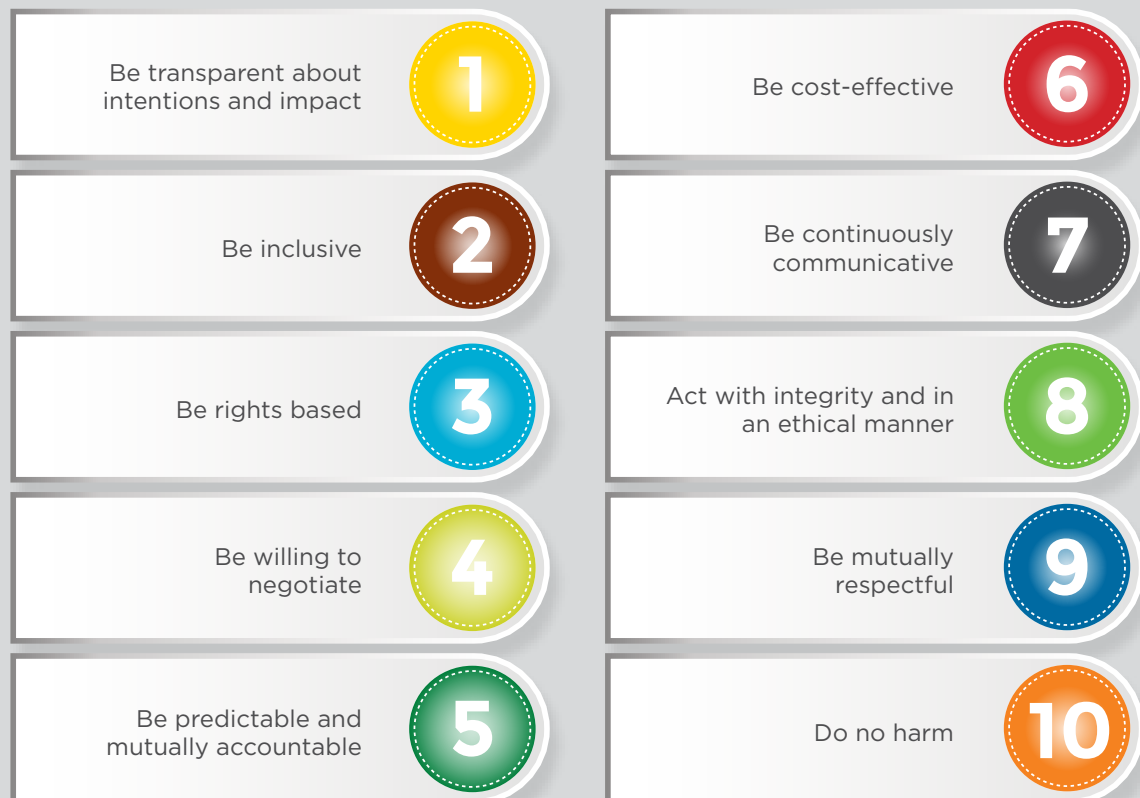 Be transparent about
intentions and impact
1
Be inclusive
2
Be rights based
3
Be willing to
negotiate
4
Be predictable and
mutually accountable
5
Be cost-effective
6
Be continuously
communicative
7
Act with integrity and in
an ethical manner
8
Be mutually
respectful
9
Do no harm
10